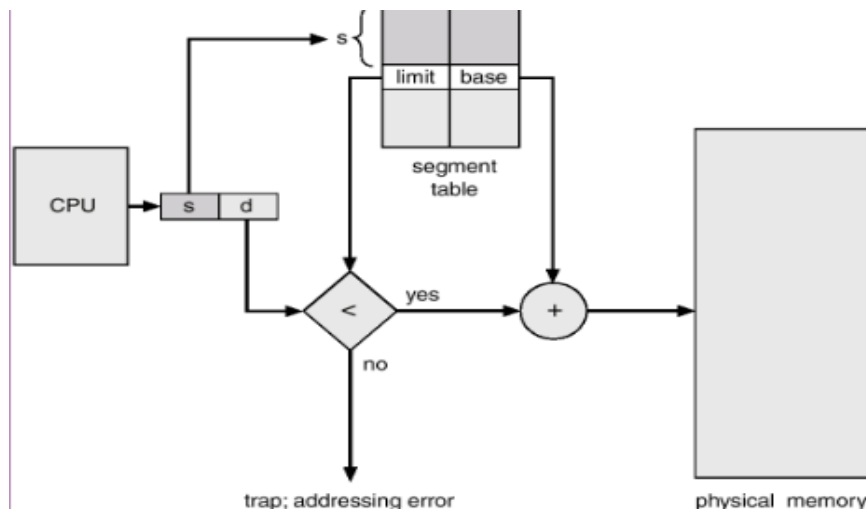 s {
limit base
segment
table
CPU
s d
< yes +
no
trap; addressing error
physical memory